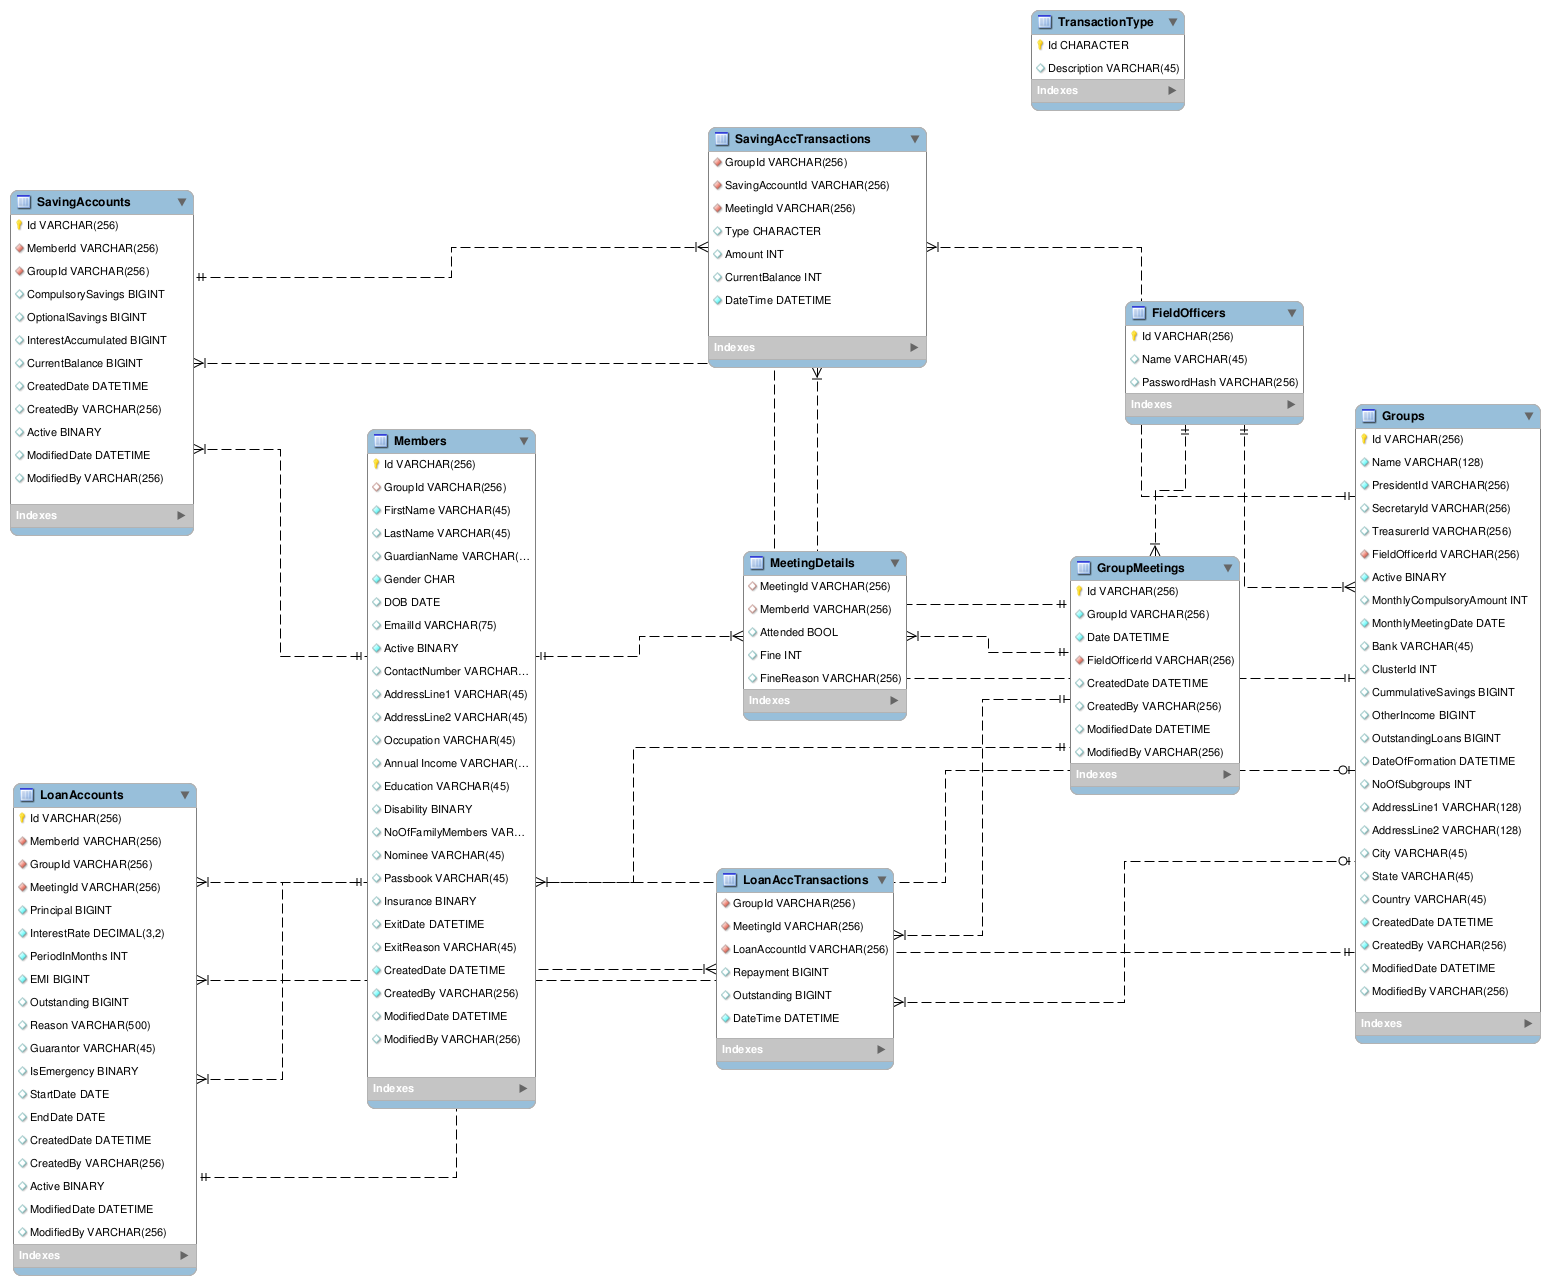 TransactionType
Id CHARACTER
Description VARCHAR(45)
Indexes
SavingAccTransactions
GroupId VARCHAR(256)
SavingAccountId VARCHAR(256)
MeetingId VARCHAR(256)
Type CHARACTER
Amount INT
CurrentBalance INT
DateTime DATETIME
Indexes
SavingAccounts
Id VARCHAR(256)
MemberId VARCHAR(256)
GroupId VARCHAR(256)
CompulsorySavings BIGINT
OptionalSavings BIGINT
InterestAccumulated BIGINT
CurrentBalance BIGINT
CreatedDate DATETIME
CreatedBy VARCHAR(256)
Active BINARY
ModifiedDate DATETIME
ModifiedBy VARCHAR(256)
Indexes
FieldOfficers
Id VARCHAR(256)
Name VARCHAR(45)
PasswordHash VARCHAR(256)
Indexes
Groups
Id VARCHAR(256)
Name VARCHAR(128)
PresidentId VARCHAR(256)
SecretaryId VARCHAR(256)
TreasurerId VARCHAR(256)
FieldOfficerId VARCHAR(256)
Active BINARY
MonthlyCompulsoryAmount INT
MonthlyMeetingDate DATE
Bank VARCHAR(45)
ClusterId INT
CummulativeSavings BIGINT
OtherIncome BIGINT
OutstandingLoans BIGINT
DateOfFormation DATETIME
NoOfSubgroups INT
AddressLine1 VARCHAR(128)
AddressLine2 VARCHAR(128)
City VARCHAR(45)
State VARCHAR(45)
Country VARCHAR(45)
CreatedDate DATETIME
CreatedBy VARCHAR(256)
ModifiedDate DATETIME
ModifiedBy VARCHAR(256)
Indexes
Members
Id VARCHAR(256)
GroupId VARCHAR(256)
FirstName VARCHAR(45)
LastName VARCHAR(45)
GuardianName VARCHAR(...
Gender CHAR
DOB DATE
EmailId VARCHAR(75)
Active BINARY
ContactNumber VARCHAR...
AddressLine1 VARCHAR(45)
AddressLine2 VARCHAR(45)
Occupation VARCHAR(45)
Annual Income VARCHAR(...
Education VARCHAR(45)
Disability BINARY
NoOfFamilyMembers VAR...
Nominee VARCHAR(45)
Passbook VARCHAR(45)
Insurance BINARY
ExitDate DATETIME
ExitReason VARCHAR(45)
CreatedDate DATETIME
CreatedBy VARCHAR(256)
ModifiedDate DATETIME
ModifiedBy VARCHAR(256)
Indexes
MeetingDetails
MeetingId VARCHAR(256)
MemberId VARCHAR(256)
Attended BOOL
Fine INT
FineReason VARCHAR(256)
Indexes
GroupMeetings
Id VARCHAR(256)
GroupId VARCHAR(256)
Date DATETIME
FieldOfficerId VARCHAR(256)
CreatedDate DATETIME
CreatedBy VARCHAR(256)
ModifiedDate DATETIME
ModifiedBy VARCHAR(256)
Indexes
LoanAccounts
Id VARCHAR(256)
MemberId VARCHAR(256)
GroupId VARCHAR(256)
MeetingId VARCHAR(256)
Principal BIGINT
InterestRate DECIMAL(3,2)
PeriodInMonths INT
EMI BIGINT
Outstanding BIGINT
Reason VARCHAR(500)
Guarantor VARCHAR(45)
IsEmergency BINARY
StartDate DATE
EndDate DATE
CreatedDate DATETIME
CreatedBy VARCHAR(256)
Active BINARY
ModifiedDate DATETIME
ModifiedBy VARCHAR(256)
Indexes
LoanAccTransactions
GroupId VARCHAR(256)
MeetingId VARCHAR(256)
LoanAccountId VARCHAR(256)
Repayment BIGINT
Outstanding BIGINT
DateTime DATETIME
Indexes